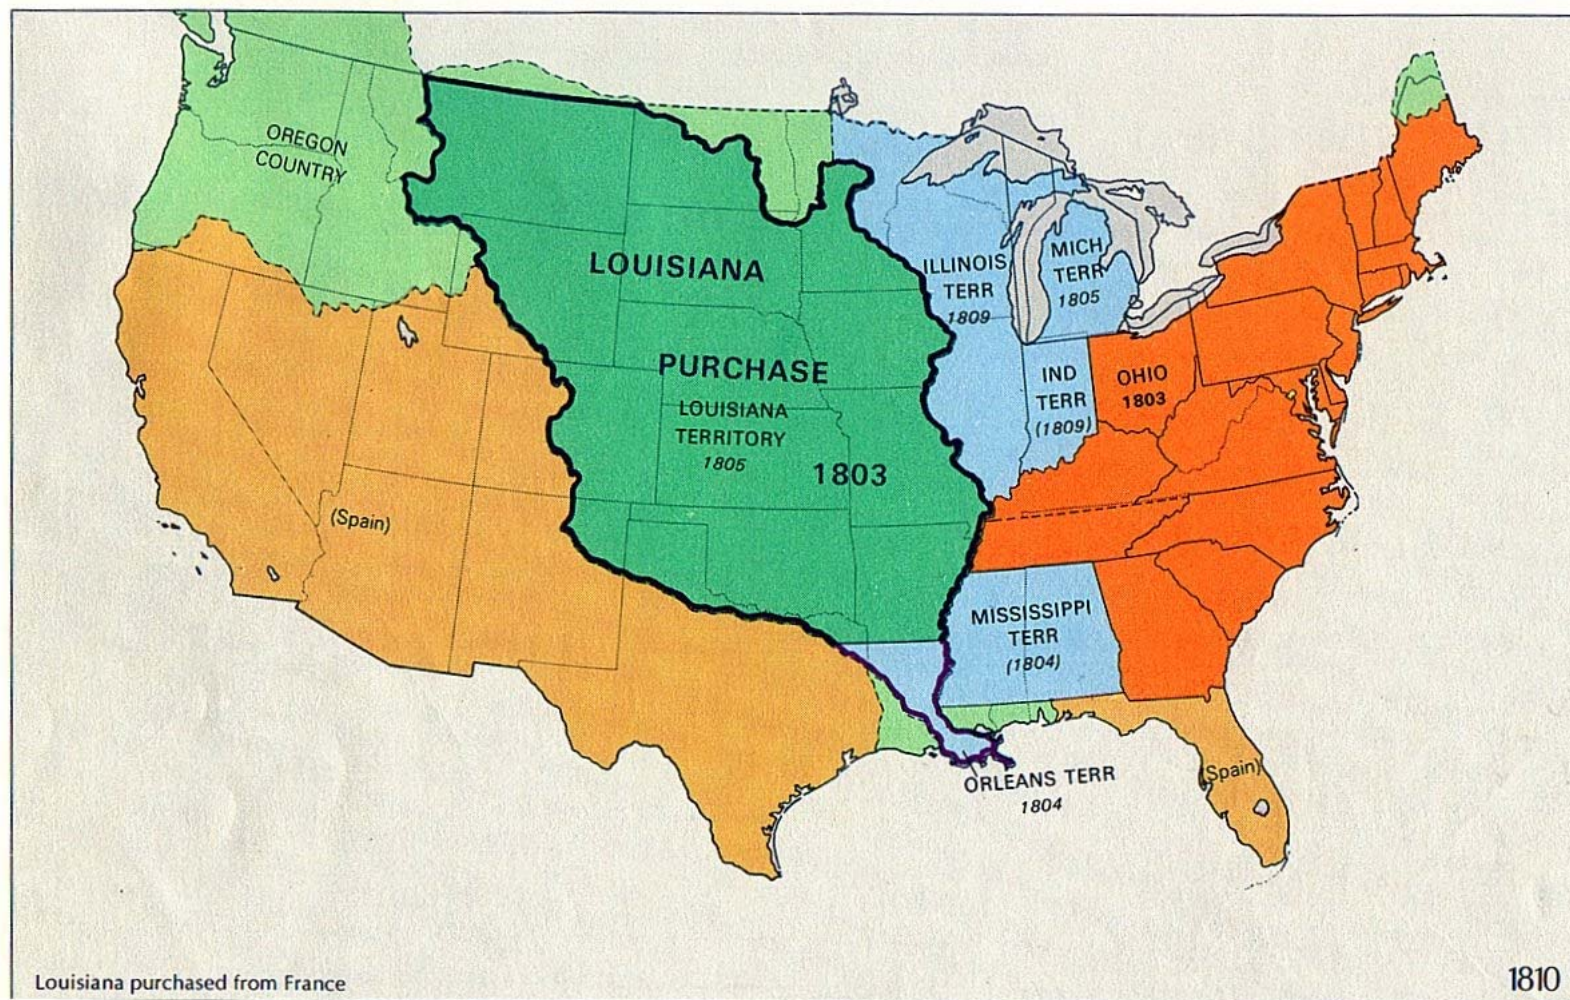 OREGON
COUNTRY
LOUISIANA
PURCHASE
LOUISIANA
TERRITORY
1805
1803
ILLINOIS
TERR
1809
MICH
TERR
1805
IND
TERR
(1809)
OHIO
1803
(Spain)
MISSISSIPPI
TERR
(1804)
ORLEANS TERR
1804
(Spain)
Louisiana purchased from France
1810